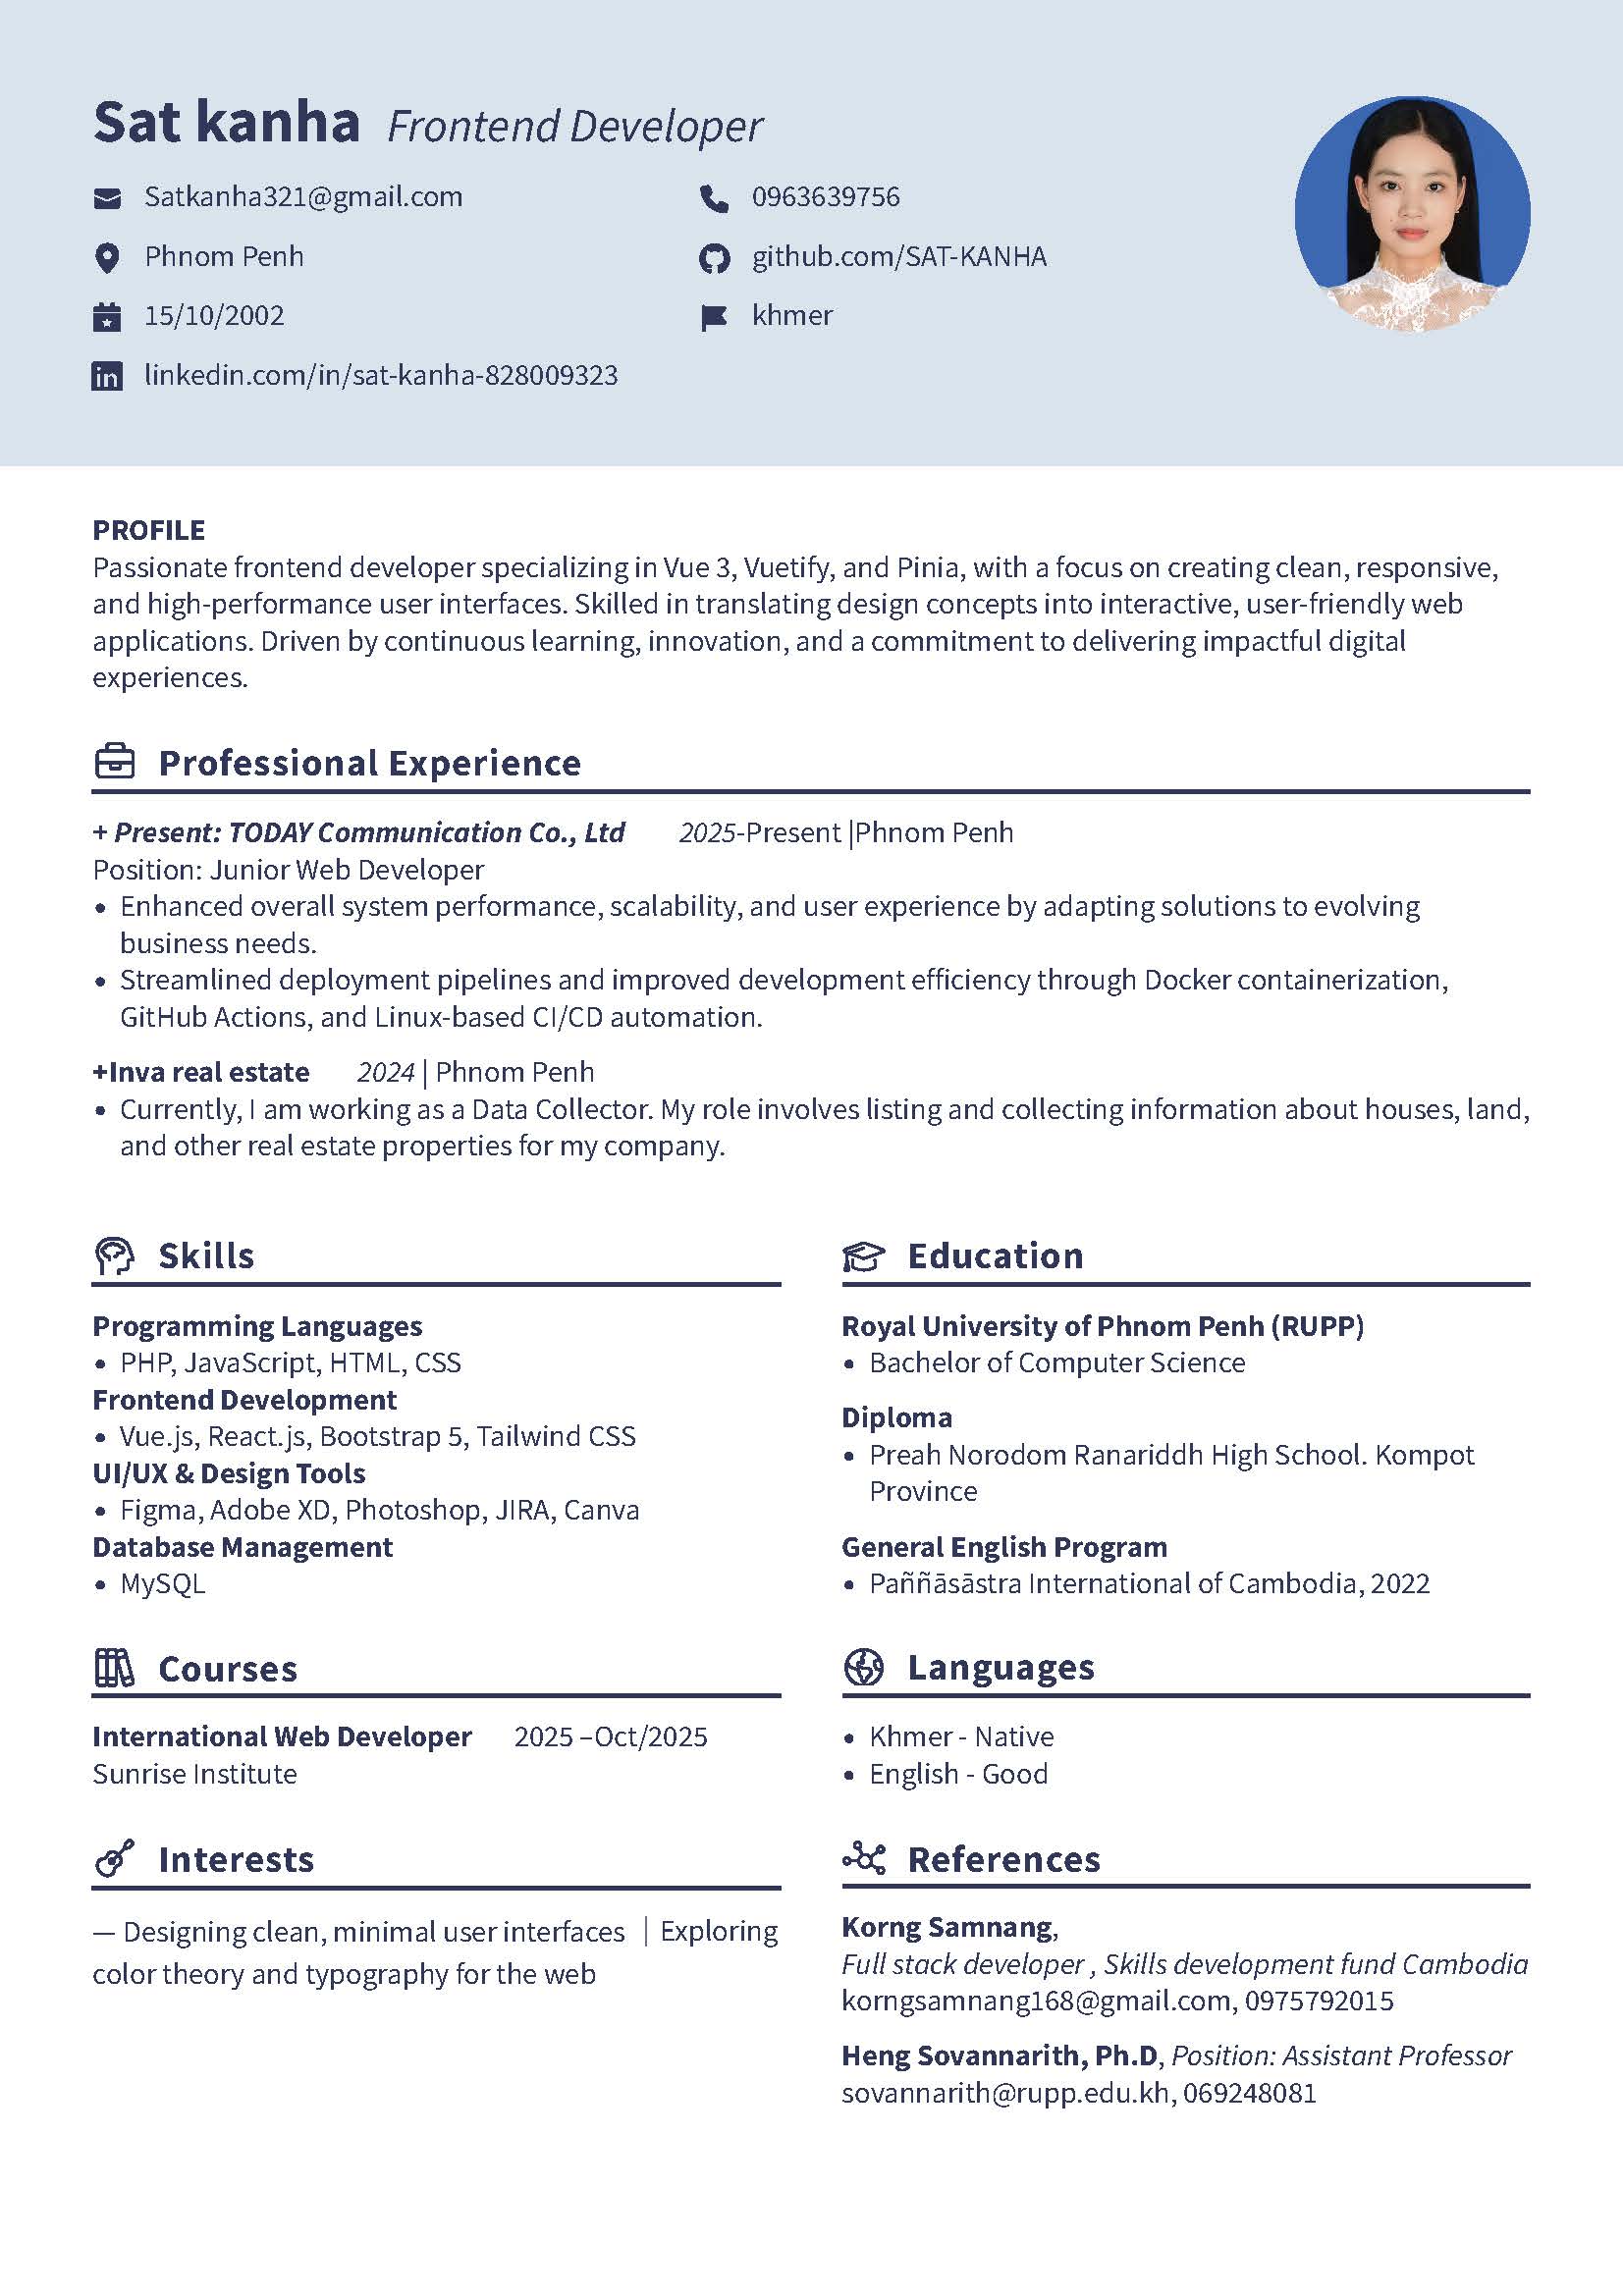 Sat kanha Frontend Developer
Satkanha321@gmail.com
0963639756
Phnom Penh
github.com/SAT-KANHA
15/10/2002
khmer
linkedin.com/in/sat-kanha-828009323
PROFILE
Passionate frontend developer specializing in Vue 3, Vuetify, and Pinia, with a focus on creating clean, responsive,
and high-performance user interfaces. Skilled in translating design concepts into interactive, user-friendly web
applications. Driven by continuous learning, innovation, and a commitment to delivering impactful digital
experiences.
Professional Experience
+ Present: TODAY Communication Co., Ltd 2025-Present |Phnom Penh
Position: Junior Web Developer
• Enhanced overall system performance, scalability, and user experience by adapting solutions to evolving
business needs.
• Streamlined deployment pipelines and improved development efficiency through Docker containerization,
GitHub Actions, and Linux-based CI/CD automation.
+Inva real estate 2024 | Phnom Penh
• Currently, I am working as a Data Collector. My role involves listing and collecting information about houses, land,
and other real estate properties for my company.
Skills
Programming Languages
• PHP, JavaScript, HTML, CSS
Frontend Development
• Vue.js, React.js, Bootstrap 5, Tailwind CSS
UI/UX & Design Tools
• Figma, Adobe XD, Photoshop, JIRA, Canva
Database Management
• MySQL
Education
Royal University of Phnom Penh (RUPP)
• Bachelor of Computer Science
Diploma
• Preah Norodom Ranariddh High School. Kompot
Province
General English Program
• Paññāsāstra International of Cambodia, 2022
Courses
International Web Developer 2025 –Oct/2025
Sunrise Institute
Languages
• Khmer - Native
• English - Good
Interests
— Designing clean, minimal user interfaces | Exploring
color theory and typography for the web
References
Korng Samnang,
Full stack developer , Skills development fund Cambodia
korngsamnang168@gmail.com, 0975792015
Heng Sovannarith, Ph.D, Position: Assistant Professor
sovannarith@rupp.edu.kh, 069248081